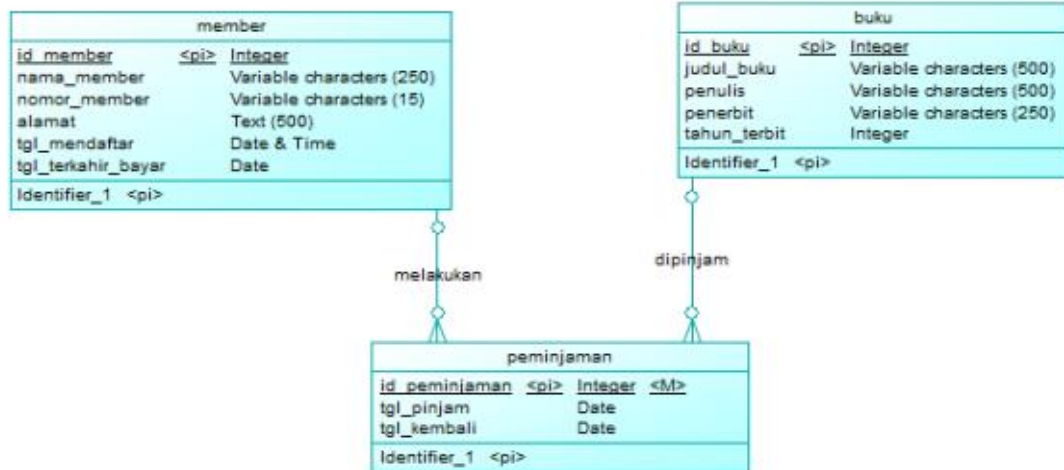 member
id_member <pi> Integer
nama_member Variable characters (250)
nomor_member Variable characters (15)
alamat Text (500)
tgl_mendaftar Date & Time
tgl_terkahir_bayar Date
Identifier_1 <pi>
buku
id_buku <pi> Integer
judul_buku Variable characters (500)
penulis Variable characters (500)
penerbit Variable characters (250)
tahun_terbit Integer
Identifier_1 <pi>
melakukan
dipinjam
peminjaman
id_peminjaman <pi> Integer <M>
tgl_pinjam Date
tgl_kembali Date
Identifier_1 <pi>